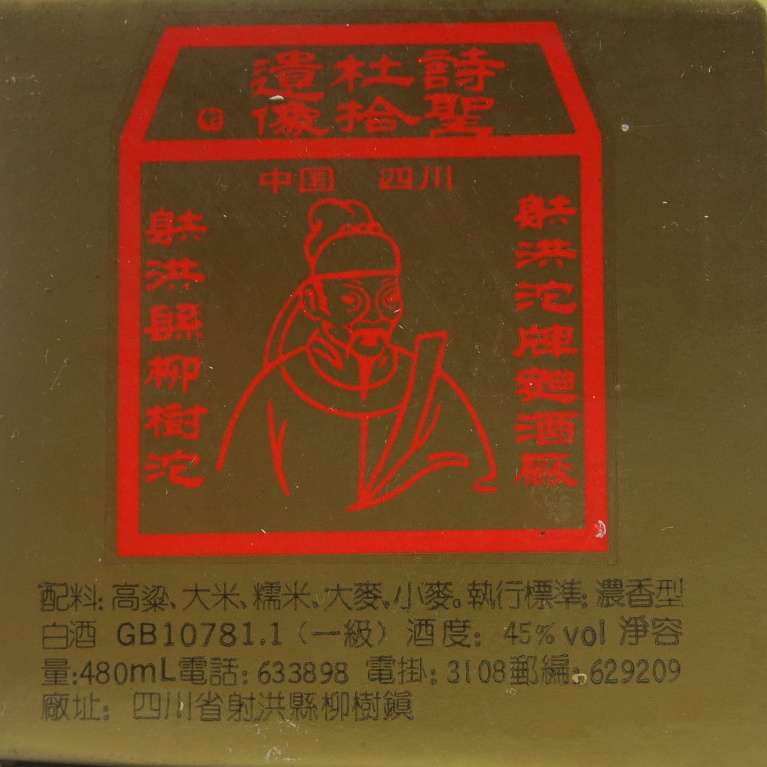 詩聖
杜拾
遺像
中国 四川
射洪沱牌麯酒厰
射洪縣柳樹沱
配料:高粱、大米、糯米、大麥、小麥。執行標準:濃香型
白酒 GB10781.1(一級)酒度: 45%vol 淨容
量:480mL電話:633898 電掛:3108郵編:629209
廠址: 四川省射洪縣柳樹鎮